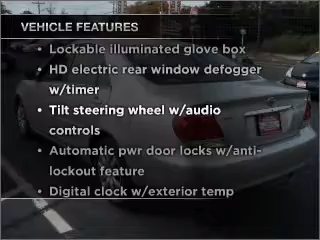 VEHICLE FEATURES
• Lockable illuminated glove box
• HD electric rear window defogger
w/timer
• Tilt steering wheel w/audio
controls
• Automatic pwr door locks w/anti-
lockout feature
• Digital clock w/exterior temp